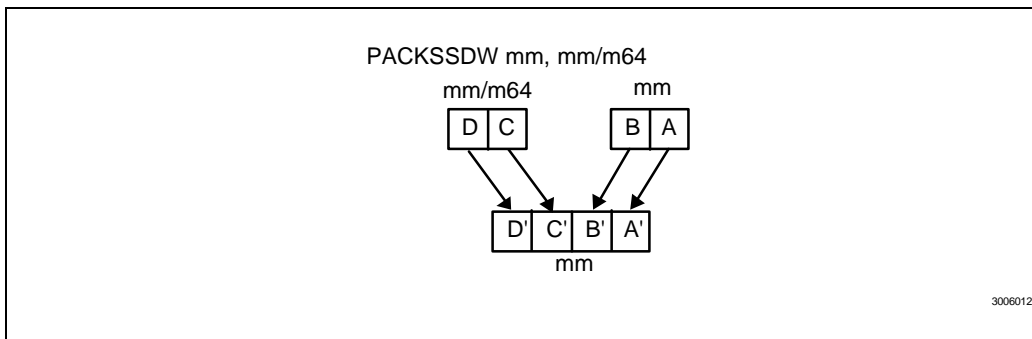 PACKSSDW mm, mm/m64
mm/m64 mm
D C B A
D' C' B' A'
mm
3006012